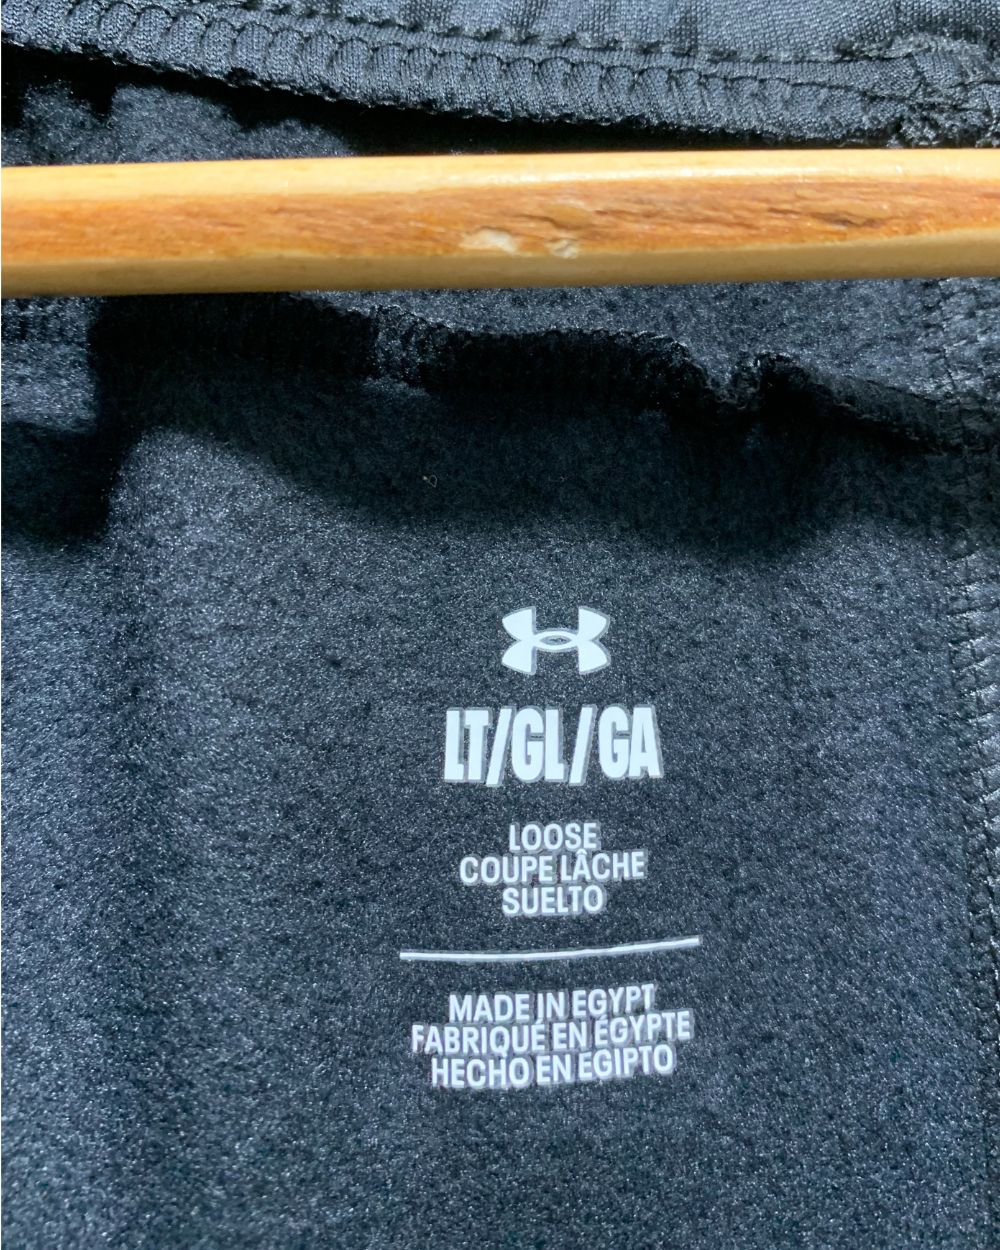 LT/GL/GA
LOOSE
COUPE LÂCHE
SUELTO
MADE IN EGYPT
FABRIQUÉ EN ÉGYPTE
HECHO EN EGIPTO